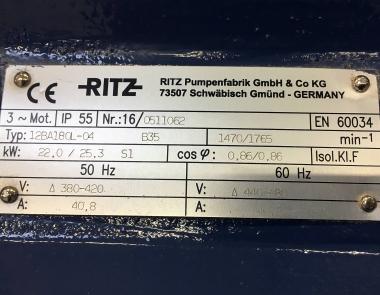 CE RITZ RITZ Pumpenfabrik GmbH & Co KG
73507 Schwäbisch Gmünd - GERMANY
3 ~ Mot. IP 55 Nr.:16/0511062 EN 60034
Typ: 12BA180L-04 B35 1470/1765 min⁻¹
kW: 22,0 / 25,3 S1 cos φ: 0,86/0,86 Isol.Kl.F
50 Hz 60 Hz
V: Δ 380-420 V: Δ
A: 40,8 A: